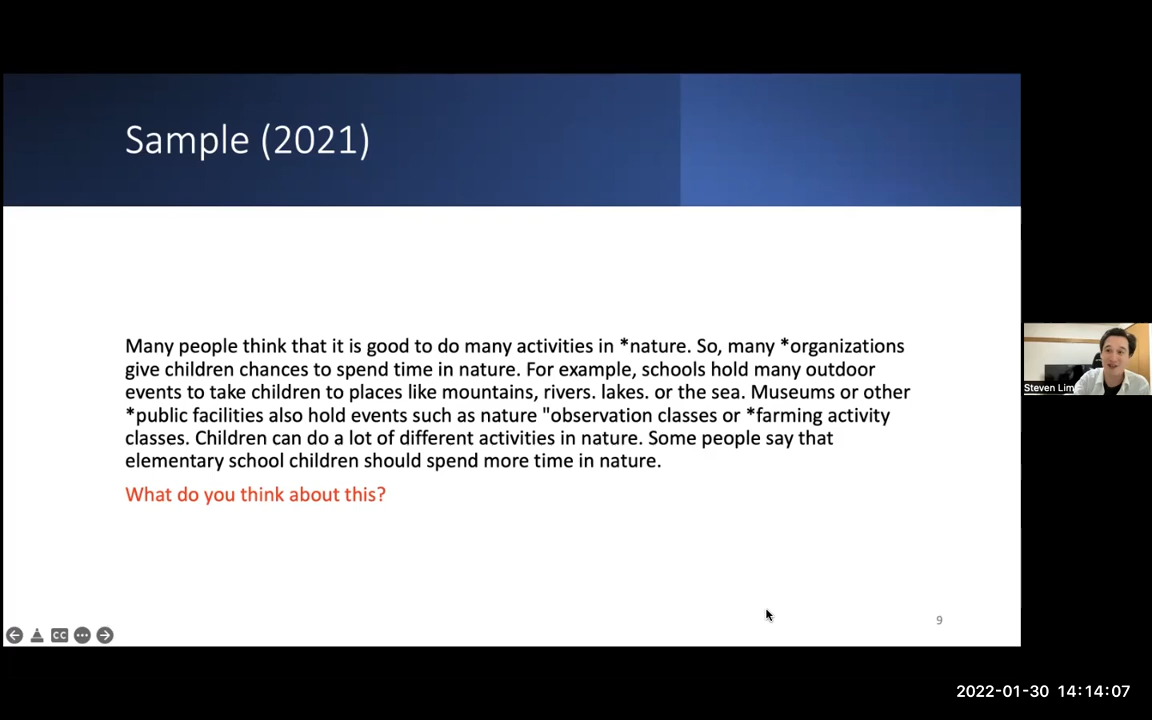 Sample (2021)
Many people think that it is good to do many activities in *nature. So, many *organizations
give children chances to spend time in nature. For example, schools hold many outdoor
events to take children to places like mountains, rivers. lakes. or the sea. Museums or other
*public facilities also hold events such as nature "observation classes or *farming activity
classes. Children can do a lot of different activities in nature. Some people say that
elementary school children should spend more time in nature.
What do you think about this?
9
CC
Steven Lim
2022-01-30 14:14:07